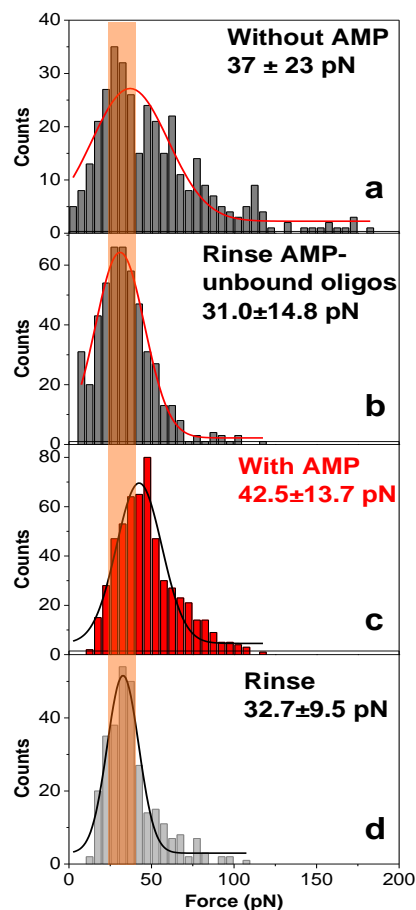 40
30
20
10
0
Counts
Without AMP
37 ± 23 pN
a
60
40
20
0
Counts
Rinse AMP-
unbound oligos
31.0±14.8 pN
b
80
60
40
20
0
Counts
With AMP
42.5±13.7 pN
c
40
20
0
Counts
Rinse
32.7±9.5 pN
d
0 50 100 150 200
Force (pN)